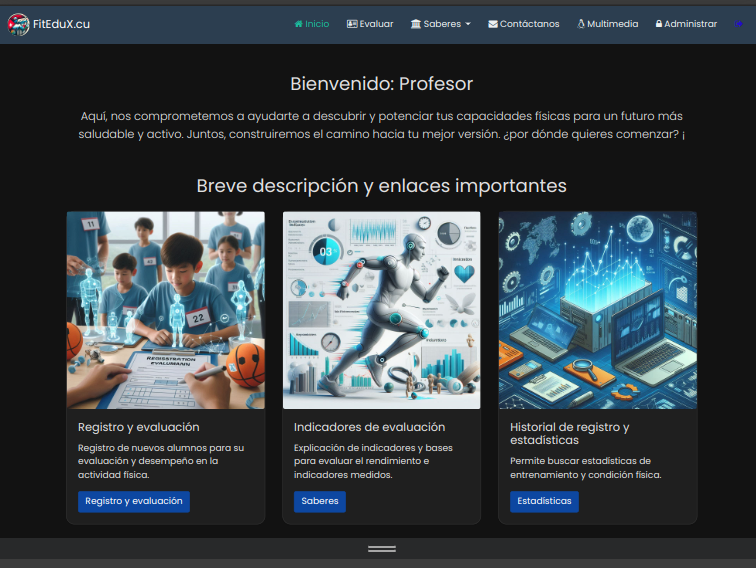 FitEduX.cu
Inicio
Evaluar
Saberes
Contáctanos
Multimedia
Administrar
Bienvenido: Profesor
Aquí, nos comprometemos a ayudarte a descubrir y potenciar tus capacidades físicas para un futuro más
saludable y activo. Juntos, construiremos el camino hacia tu mejor versión. ¿por dónde quieres comenzar? ¡
Breve descripción y enlaces importantes
11
22
REGISTRATION
EVALUMANN
03
Registro y evaluación
Registro de nuevos alumnos para su
evaluación y desempeño en la
actividad física.
Registro y evaluación
Indicadores de evaluación
Explicación de indicadores y bases
para evaluar el rendimiento e
indicadores medidos.
Saberes
Historial de registro y
estadísticas
Permite buscar estadísticas de
entrenamiento y condición física.
Estadísticas